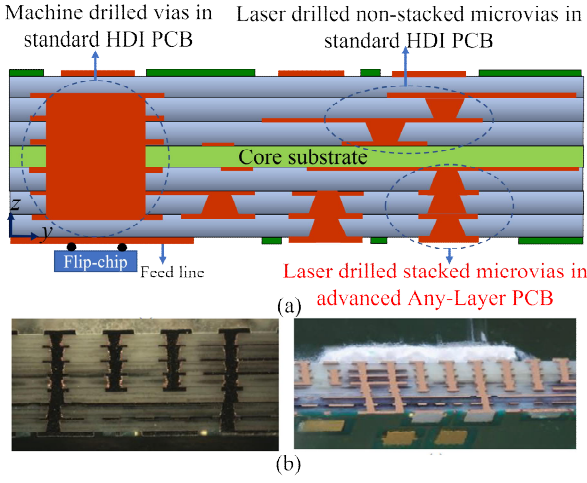 Machine drilled vias in
standard HDI PCB
Laser drilled non-stacked microvias in
standard HDI PCB
Core substrate
z
y
Flip-chip
Feed line
Laser drilled stacked microvias in
advanced Any-Layer PCB
(a)
(b)